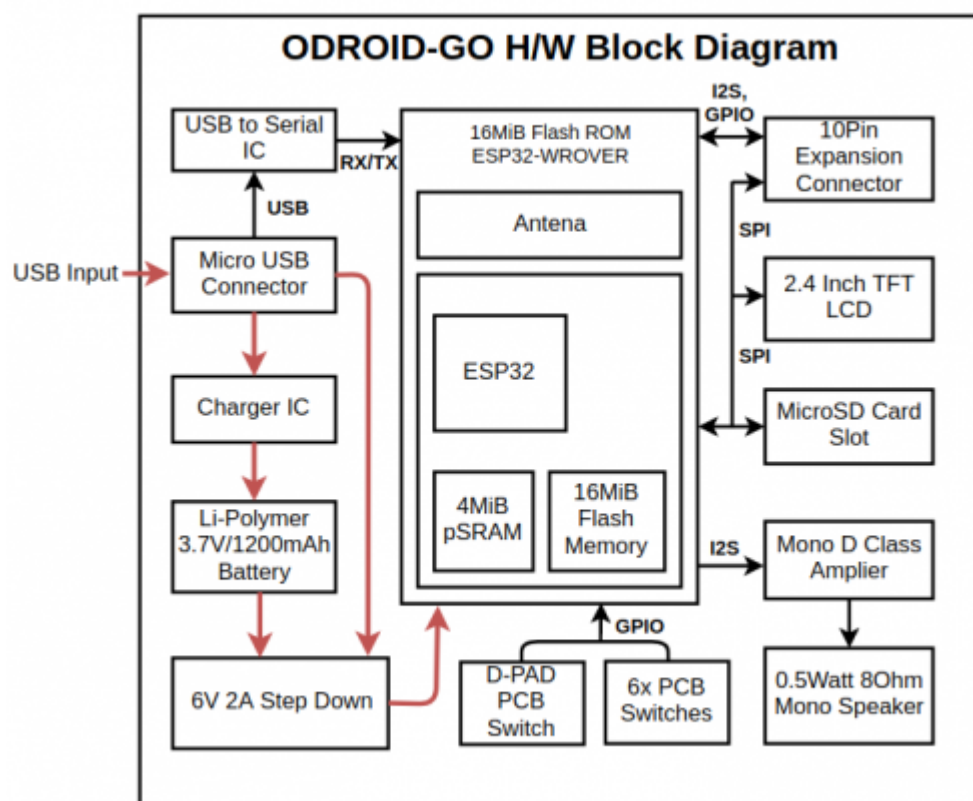 ODROID-GO H/W Block Diagram
USB to Serial
IC
RX/TX
USB
USB Input
Micro USB
Connector
Charger IC
Li-Polymer
3.7V/1200mAh
Battery
6V 2A Step Down
16MiB Flash ROM
ESP32-WROVER
Antena
ESP32
4MiB
pSRAM
16MiB
Flash
Memory
GPIO
D-PAD
PCB
Switch
6x PCB
Switches
I2S,
GPIO
10Pin
Expansion
Connector
SPI
2.4 Inch TFT
LCD
SPI
MicroSD Card
Slot
I2S
Mono D Class
Amplier
0.5Watt 8Ohm
Mono Speaker